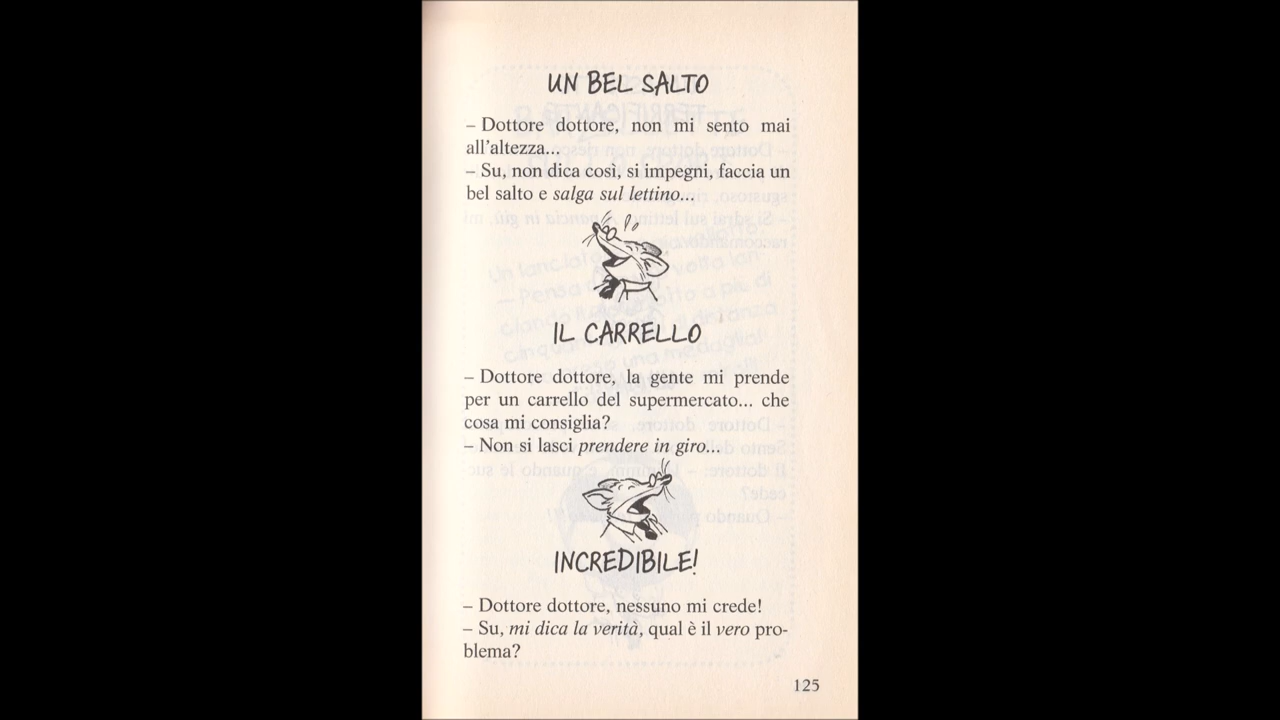 UN BEL SALTO
– Dottore dottore, non mi sento mai
all'altezza...
– Su, non dica così, si impegni, faccia un
bel salto e salga sul lettino...
IL CARRELLO
– Dottore dottore, la gente mi prende
per un carrello del supermercato... che
cosa mi consiglia?
– Non si lasci prendere in giro...
INCREDIBILE!
– Dottore dottore, nessuno mi crede!
– Su, mi dica la verità, qual è il vero pro-
blema?
125